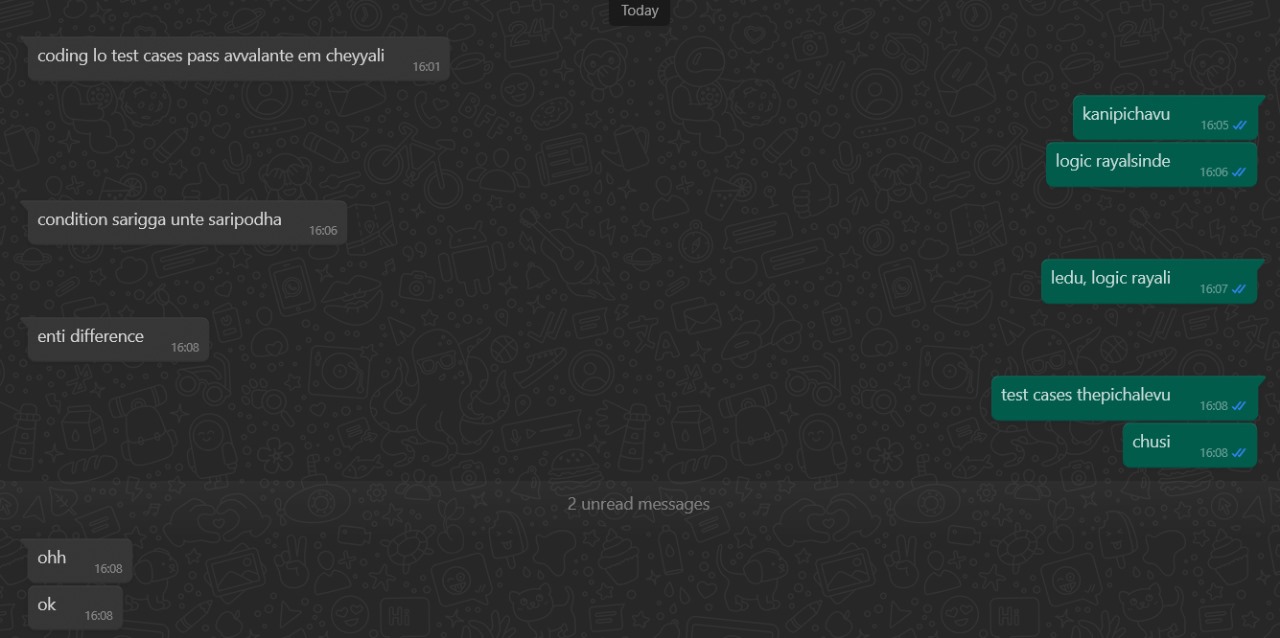 Today
coding lo test cases pass avvalante em cheyyali
16:01
kanipichavu
16:05
logic rayalsinde
16:06
condition sarigga unte saripodha
16:06
ledu, logic rayali
16:07
enti difference
16:08
test cases thepichalevu
16:08
chusi
16:08
2 unread messages
ohh
16:08
ok
16:08